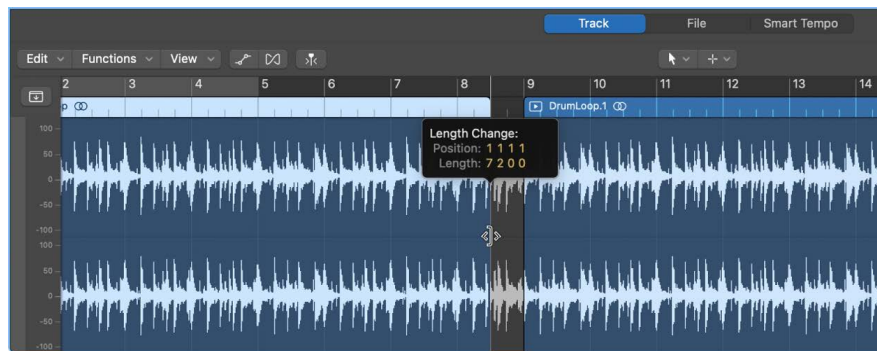 Track File Smart Tempo
Edit Functions View
2 3 4 5 6 7 8 9 10 11 12 13 14
p DrumLoop.1
Length Change:
Position: 1 1 1 1
Length: 7 2 0 0
100
50
0
-50
-100
100
50
0
-50
-100